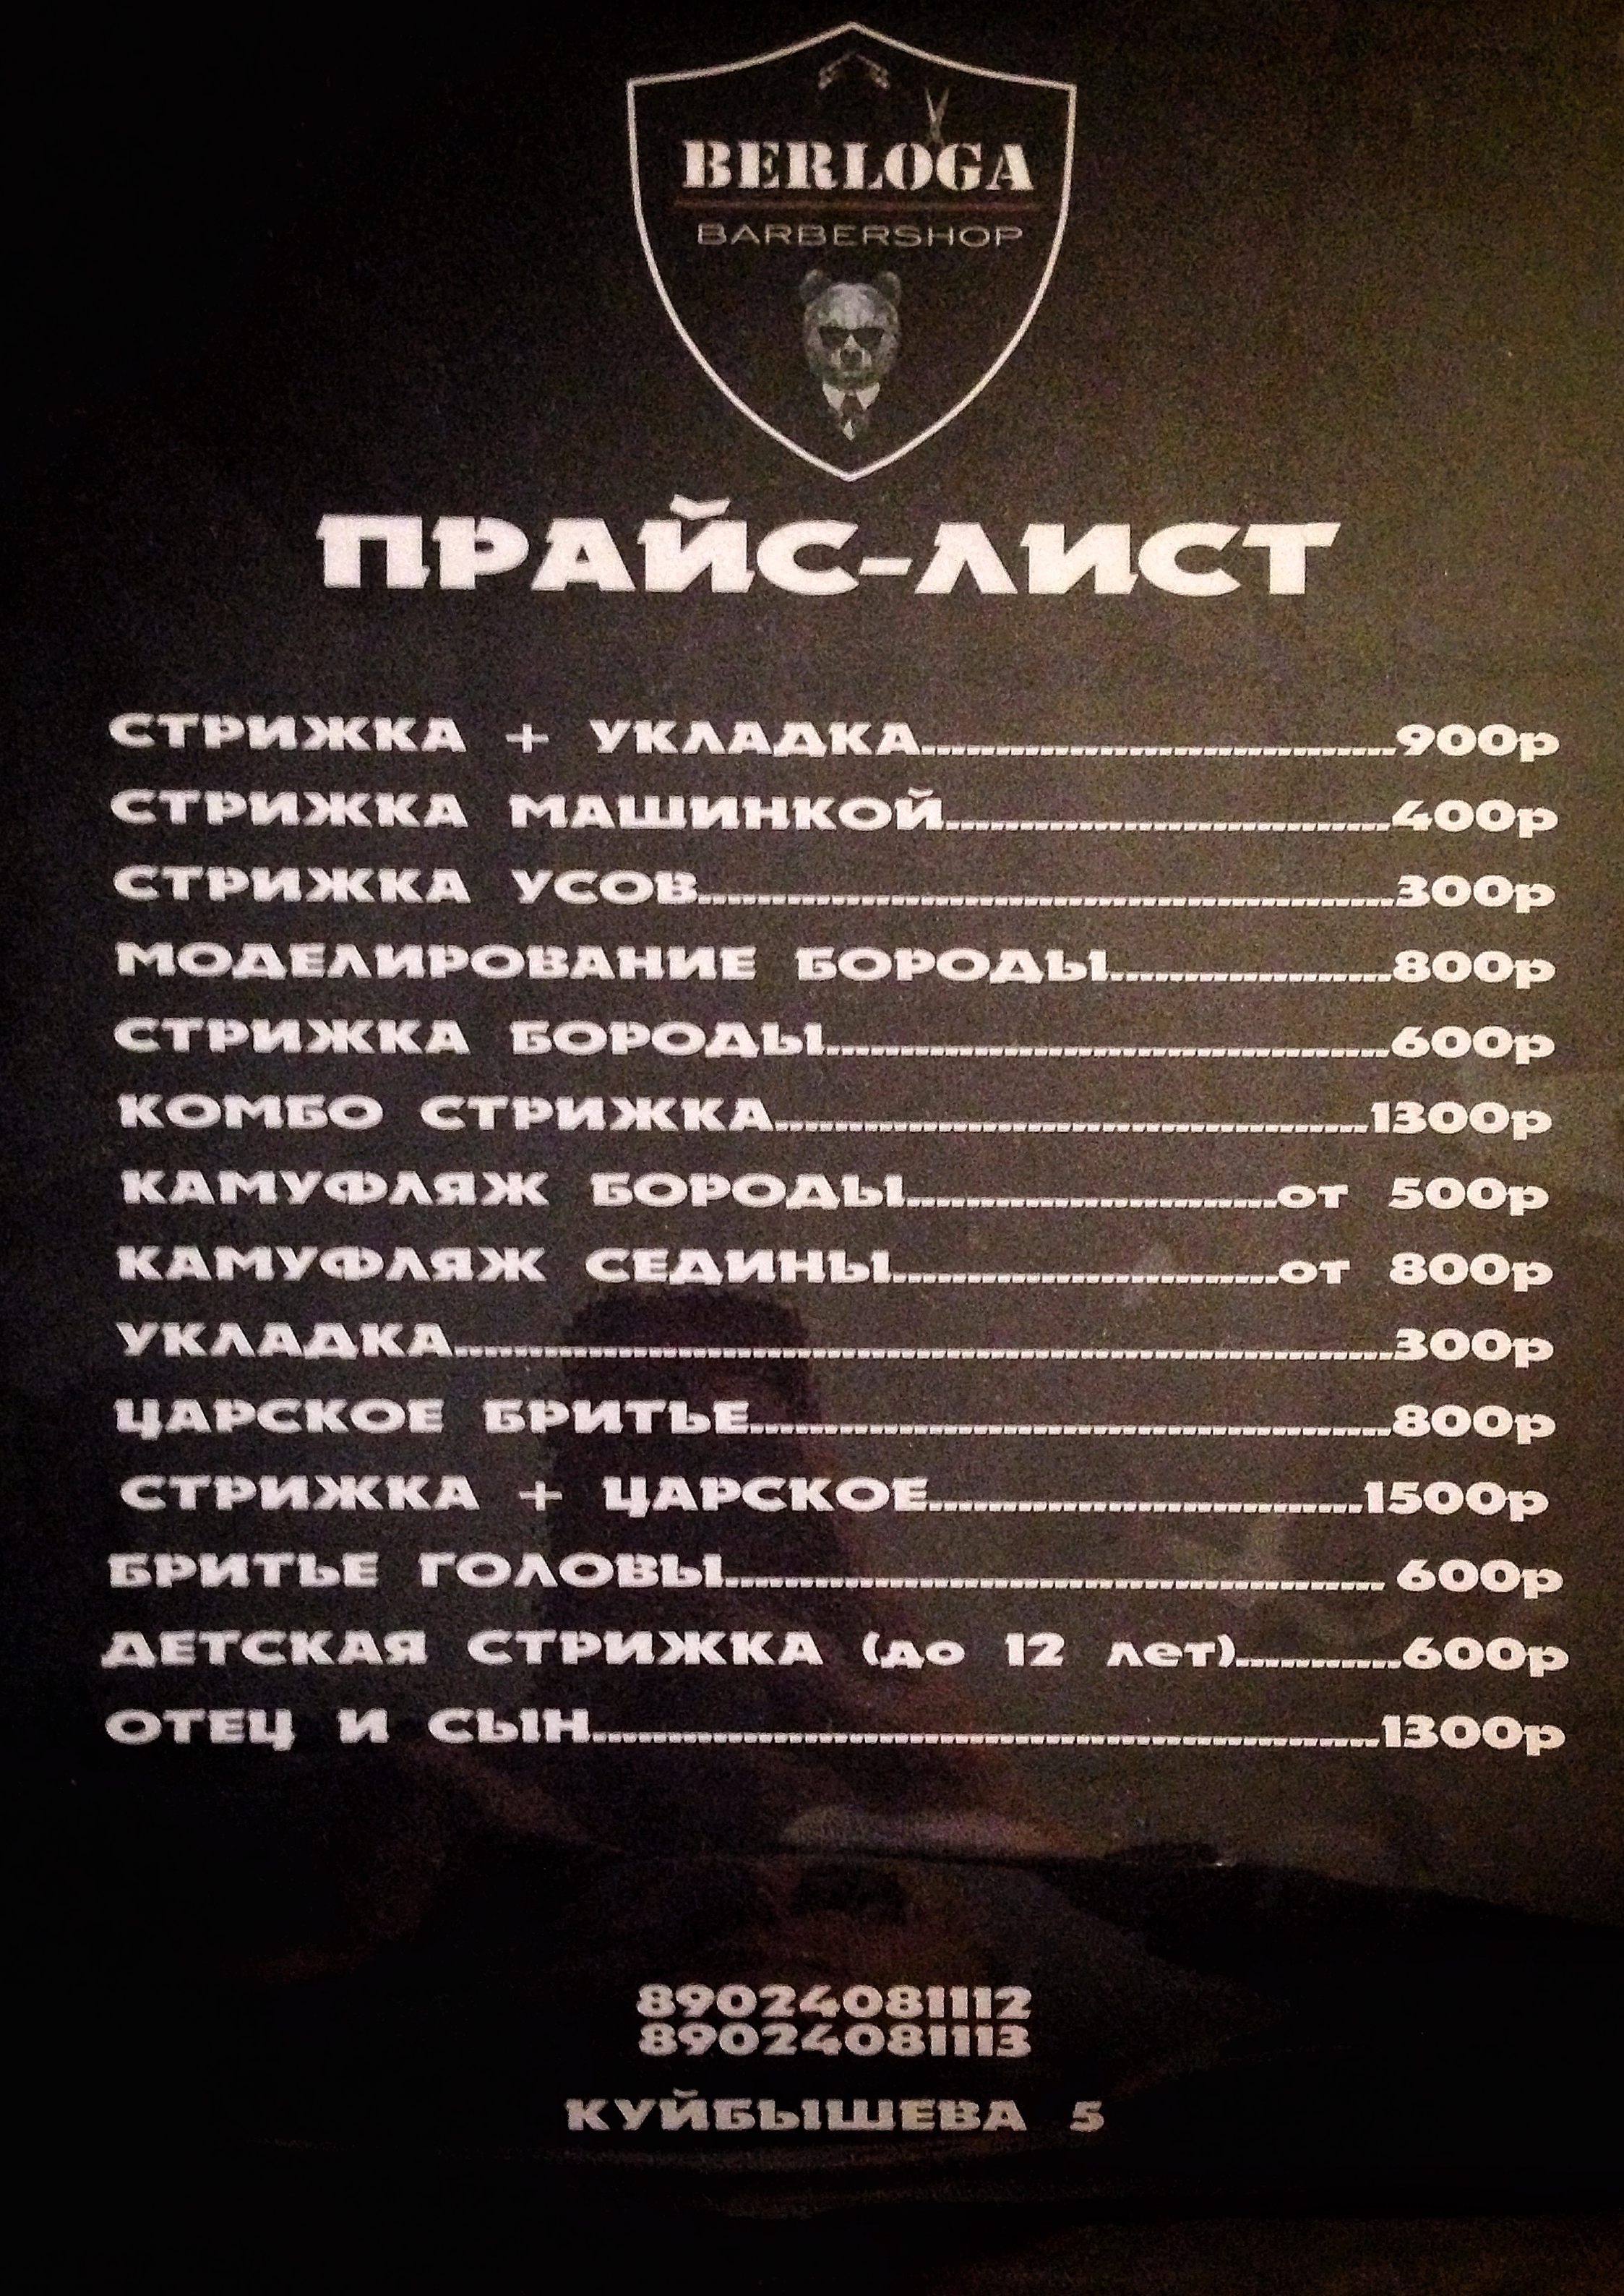 BERLOGA
BARBERSHOP
ПРАЙС-ЛИСТ
СТРИЖКА + УКЛАДКА........................900р
СТРИЖКА МАШИНКОЙ........................400р
СТРИЖКА УСОВ........................300р
МОДЕЛИРОВАНИЕ БОРОДЫ........................800р
СТРИЖКА БОРОДЫ........................600р
КОМБО СТРИЖКА........................1300р
КАМУФЛЯЖ БОРОДЫ........................от 500р
КАМУФЛЯЖ СЕДИНЫ........................от 800р
УКЛАДКА........................300р
ЦАРСКОЕ БРИТЬЕ........................800р
СТРИЖКА + ЦАРСКОЕ........................1500р
БРИТЬЕ ГОЛОВЫ........................ 600р
ДЕТСКАЯ СТРИЖКА (до 12 лет)............600р
ОТЕЦ И СЫН........................1300р
89024081112
89024081113
КУЙБЫШЕВА 5